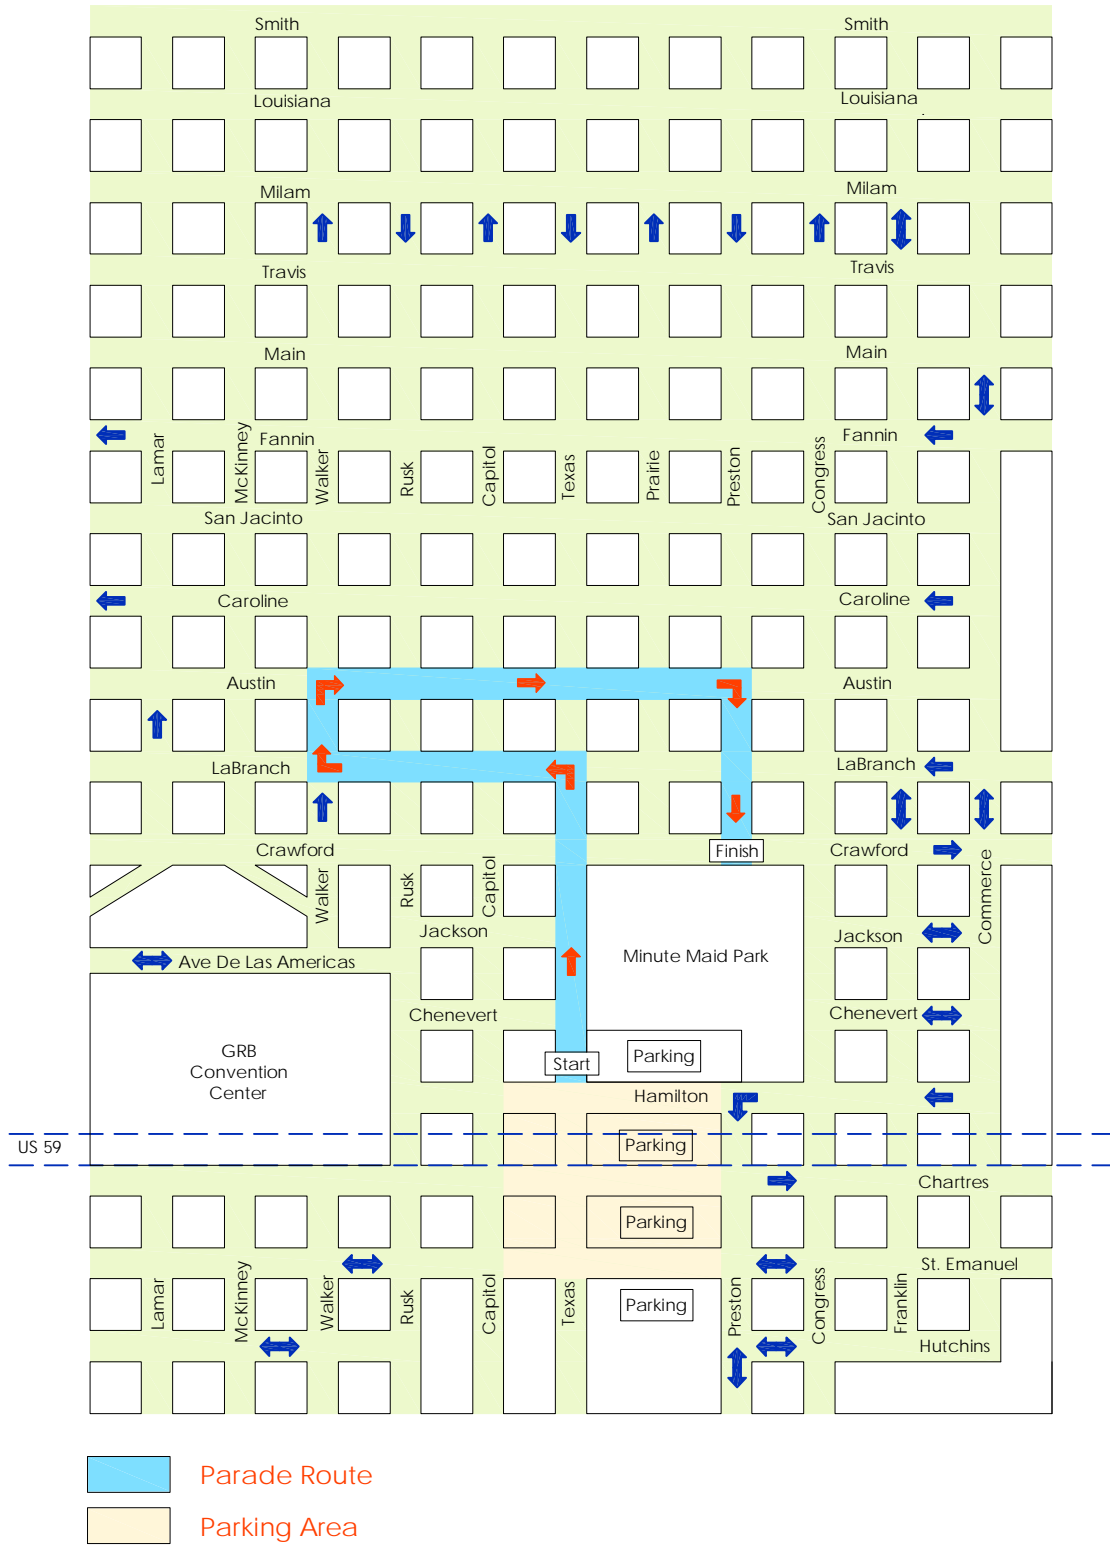 Smith
Smith
Louisiana
Louisiana
Milam
Milam
Travis
Travis
Main
Main
Fannin
Fannin
Lamar
McKinney
Walker
Rusk
Capitol
Texas
Prairie
Preston
Congress
San Jacinto
San Jacinto
Caroline
Caroline
Austin
Austin
LaBranch
LaBranch
Crawford
Finish
Crawford
Walker
Rusk
Capitol
Commerce
Jackson
Jackson
Minute Maid Park
Ave De Las Americas
Chenevert
Chenevert
GRB
Convention
Center
Start
Parking
Hamilton
US 59
Parking
Chartres
Parking
St. Emanuel
Lamar
McKinney
Walker
Rusk
Capitol
Texas
Parking
Preston
Congress
Franklin
Hutchins
Parade Route
Parking Area